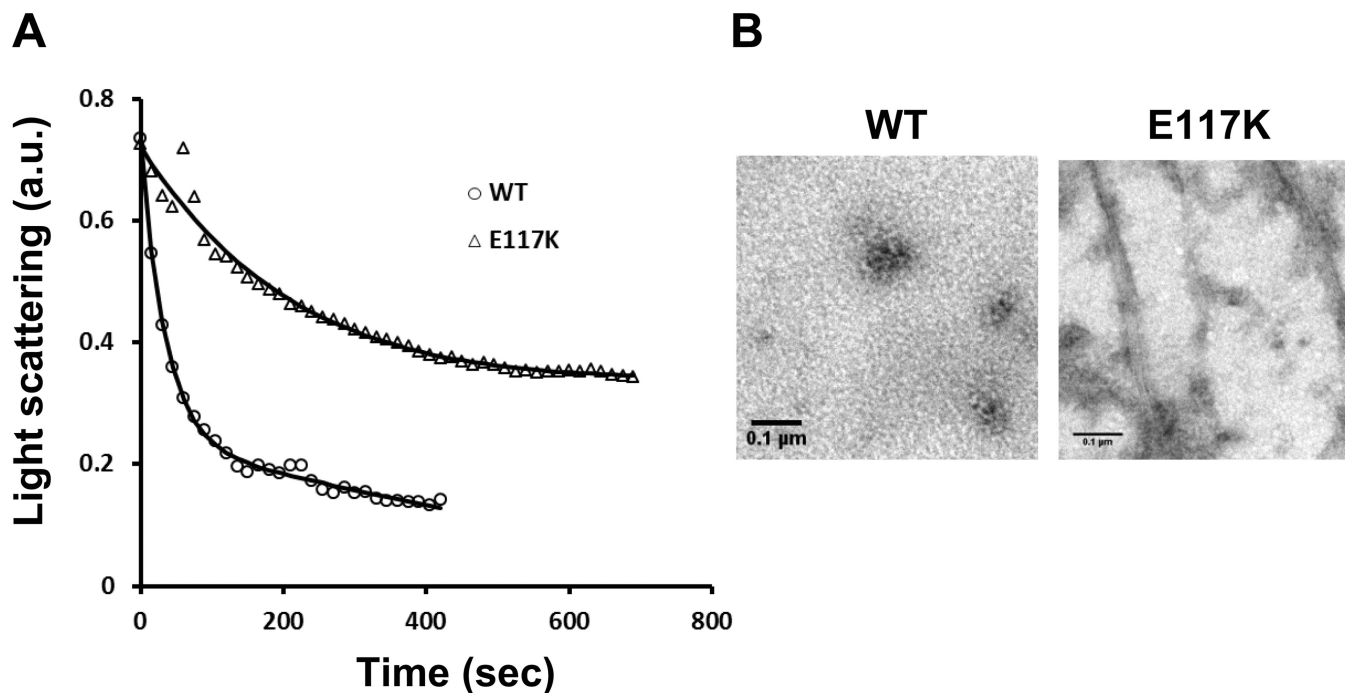 A
Light scattering (a.u.)
0.8
0.6
0.4
0.2
0
0 200 400 600 800
Time (sec)
WT
E117K
B
WT
E117K
0.1 µm
0.1 µm